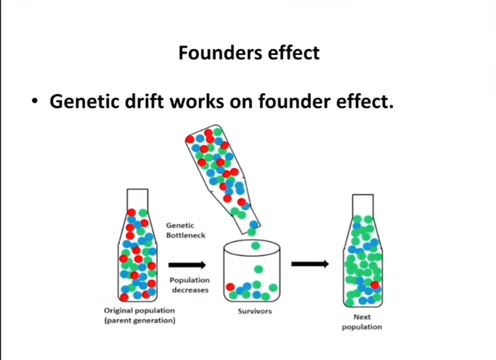 Founders effect
• Genetic drift works on founder effect.
Genetic
Bottleneck
Population
decreases
Original population
(parent generation)
Survivors
Next
population